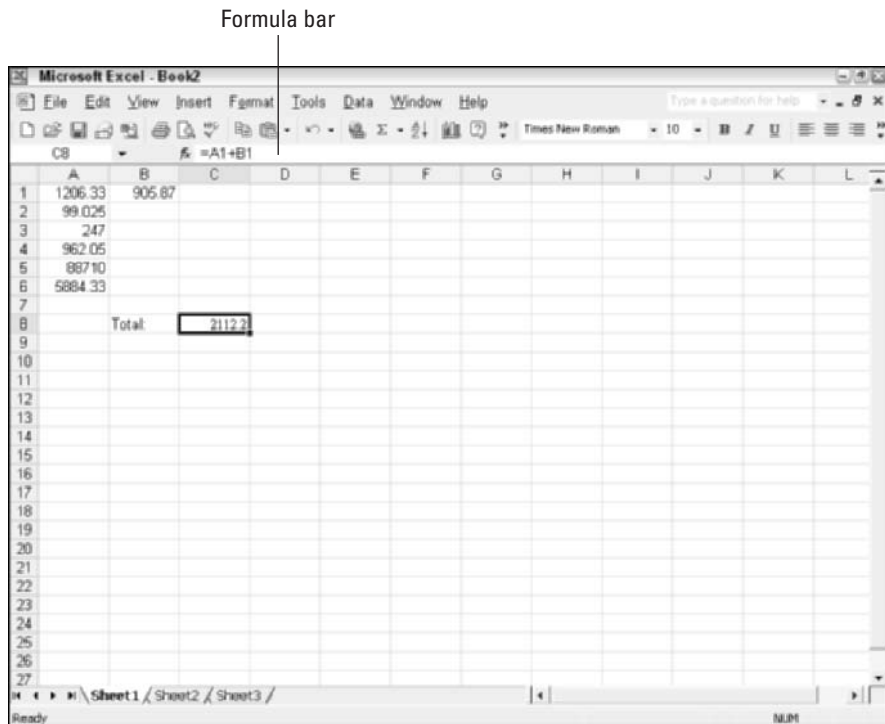 Formula bar
Microsoft Excel - Book2
File Edit View Insert Format Tools Data Window Help Type a question for help
Times New Roman 10 B I U
C8 fx =A1+B1
A B C D E F G H I J K L
1 1206.33 905.87
2 99.025
3 247
4 962.05
5 88710
6 5884.33
7
8 Total: 2112.2
9
10
11
12
13
14
15
16
17
18
19
20
21
22
23
24
25
26
27
Sheet1 Sheet2 Sheet3
Ready NUM